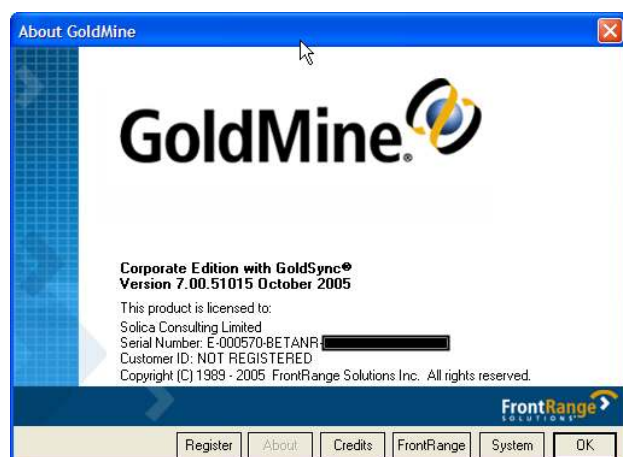 About GoldMine
GoldMine®
Corporate Edition with GoldSync®
Version 7.00.51015 October 2005
This product is licensed to:
Solica Consulting Limited
Serial Number: E-000570-BETANR-
Customer ID: NOT REGISTERED
Copyright (C) 1989 - 2005 FrontRange Solutions Inc. All rights reserved.
FrontRange
SOLUTIONS
Register About Credits FrontRange System OK